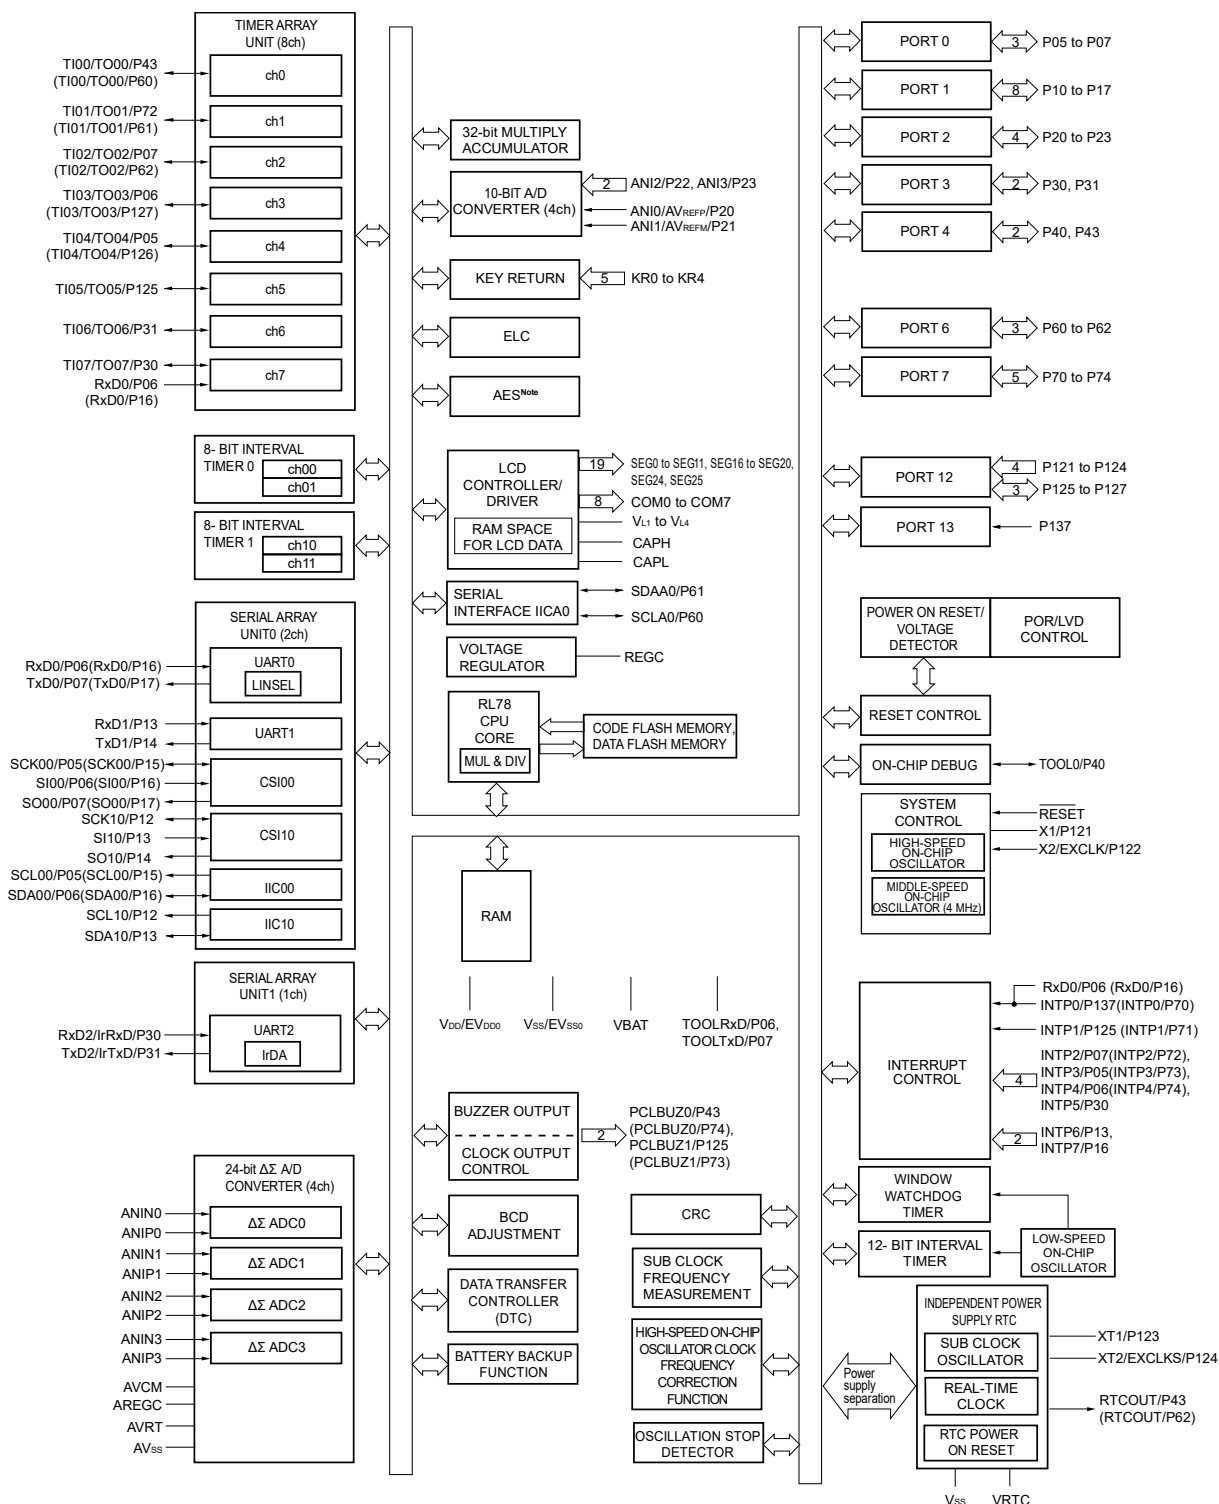 TIMER ARRAY
UNIT (8ch)
TI00/TO00/P43
(TI00/TO00/P60)
ch0
TI01/TO01/P72
(TI01/TO01/P61)
ch1
TI02/TO02/P07
(TI02/TO02/P62)
ch2
TI03/TO03/P06
(TI03/TO03/P127)
ch3
TI04/TO04/P05
(TI04/TO04/P126)
ch4
TI05/TO05/P125
ch5
TI06/TO06/P31
ch6
TI07/TO07/P30
RxD0/P06
(RxD0/P16)
ch7
8- BIT INTERVAL
TIMER 0
ch00
ch01
8- BIT INTERVAL
TIMER 1
ch10
ch11
SERIAL ARRAY
UNIT0 (2ch)
RxD0/P06(RxD0/P16)
TxD0/P07(TxD0/P17)
UART0
LINSEL
RxD1/P13
TxD1/P14
UART1
SCK00/P05(SCK00/P15)
SI00/P06(SI00/P16)
SO00/P07(SO00/P17)
CSI00
SCK10/P12
SI10/P13
SO10/P14
CSI10
SCL00/P05(SCL00/P15)
SDA00/P06(SDA00/P16)
IIC00
SCL10/P12
SDA10/P13
IIC10
SERIAL ARRAY
UNIT1 (1ch)
RxD2/IrRxD/P30
TxD2/IrTxD/P31
UART2
IrDA
24-bit ΔΣ A/D
CONVERTER (4ch)
ANIN0
ANIP0
ΔΣ ADC0
ANIN1
ANIP1
ΔΣ ADC1
ANIN2
ANIP2
ΔΣ ADC2
ANIN3
ANIP3
ΔΣ ADC3
AVCM
AREGC
AVRT
AVSS
32-bit MULTIPLY
ACCUMULATOR
10-BIT A/D
CONVERTER (4ch)
2
ANI2/P22, ANI3/P23
ANI0/AVREFP/P20
ANI1/AVREFM/P21
KEY RETURN
5
KR0 to KR4
ELC
AESNote
LCD
CONTROLLER/
DRIVER
RAM SPACE
FOR LCD DATA
19
SEG0 to SEG11, SEG16 to SEG20,
SEG24, SEG25
8
COM0 to COM7
VL1 to VL4
CAPH
CAPL
SERIAL
INTERFACE IICA0
SDAA0/P61
SCLA0/P60
VOLTAGE
REGULATOR
REGC
RL78
CPU
CORE
MUL & DIV
CODE FLASH MEMORY,
DATA FLASH MEMORY
RAM
VDD/EVDD0
VSS/EVSS0
VBAT
TOOLRxD/P06,
TOOLTxD/P07
BUZZER OUTPUT
CLOCK OUTPUT
CONTROL
2
PCLBUZ0/P43
(PCLBUZ0/P74),
PCLBUZ1/P125
(PCLBUZ1/P73)
BCD
ADJUSTMENT
DATA TRANSFER
CONTROLLER
(DTC)
BATTERY BACKUP
FUNCTION
CRC
SUB CLOCK
FREQUENCY
MEASUREMENT
HIGH-SPEED ON-CHIP
OSCILLATOR CLOCK
FREQUENCY
CORRECTION
FUNCTION
OSCILLATION STOP
DETECTOR
PORT 0
3
P05 to P07
PORT 1
8
P10 to P17
PORT 2
4
P20 to P23
PORT 3
2
P30, P31
PORT 4
2
P40, P43
PORT 6
3
P60 to P62
PORT 7
5
P70 to P74
PORT 12
4
P121 to P124
3
P125 to P127
PORT 13
P137
POWER ON RESET/
VOLTAGE
DETECTOR
POR/LVD
CONTROL
RESET CONTROL
ON-CHIP DEBUG
TOOL0/P40
SYSTEM
CONTROL
HIGH-SPEED
ON-CHIP
OSCILLATOR
MIDDLE-SPEED
ON-CHIP
OSCILLATOR (4 MHz)
RESET
X1/P121
X2/EXCLK/P122
INTERRUPT
CONTROL
RxD0/P06 (RxD0/P16)
INTP0/P137(INTP0/P70)
INTP1/P125 (INTP1/P71)
4
INTP2/P07(INTP2/P72),
INTP3/P05(INTP3/P73),
INTP4/P06(INTP4/P74),
INTP5/P30
2
INTP6/P13,
INTP7/P16
WINDOW
WATCHDOG
TIMER
12- BIT INTERVAL
TIMER
LOW-SPEED
ON-CHIP
OSCILLATOR
Power
supply
separation
INDEPENDENT POWER
SUPPLY RTC
SUB CLOCK
OSCILLATOR
REAL-TIME
CLOCK
RTC POWER
ON RESET
XT1/P123
XT2/EXCLKS/P124
RTCOUT/P43
(RTCOUT/P62)
VSS
VRTC